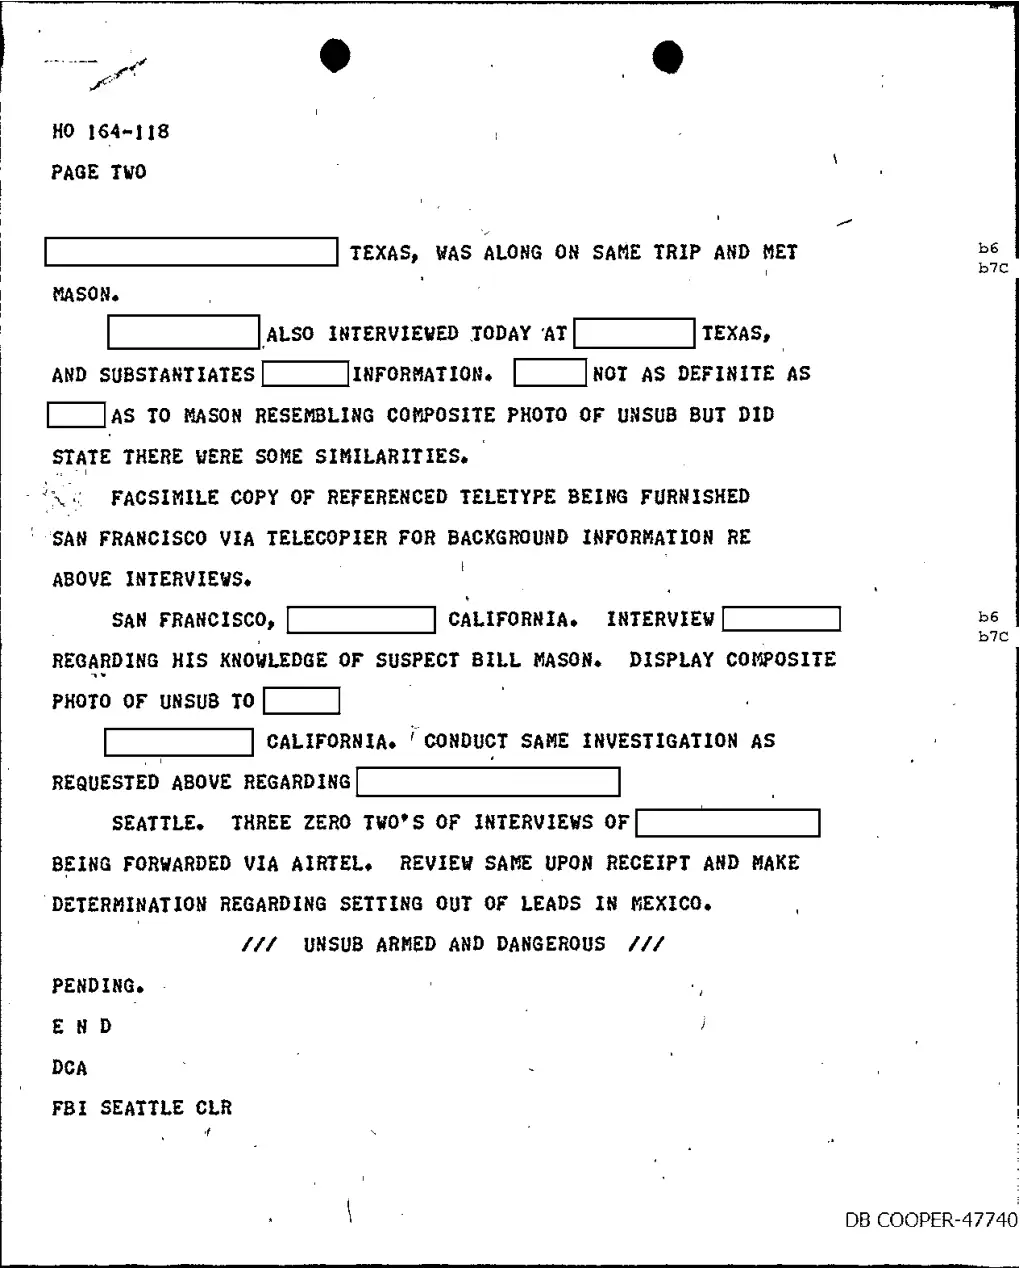 HO 164-118
PAGE TWO
TEXAS, WAS ALONG ON SAME TRIP AND MET
b6
b7C
MASON.
ALSO INTERVIEWED TODAY AT TEXAS,
AND SUBSTANTIATES INFORMATION. NOT AS DEFINITE AS
AS TO MASON RESEMBLING COMPOSITE PHOTO OF UNSUB BUT DID
STATE THERE WERE SOME SIMILARITIES.
FACSIMILE COPY OF REFERENCED TELETYPE BEING FURNISHED
SAN FRANCISCO VIA TELECOPIER FOR BACKGROUND INFORMATION RE
ABOVE INTERVIEWS.
SAN FRANCISCO, CALIFORNIA. INTERVIEW
b6
b7C
REGARDING HIS KNOWLEDGE OF SUSPECT BILL MASON. DISPLAY COMPOSITE
PHOTO OF UNSUB TO
CALIFORNIA. CONDUCT SAME INVESTIGATION AS
REQUESTED ABOVE REGARDING
SEATTLE. THREE ZERO TWO'S OF INTERVIEWS OF
BEING FORWARDED VIA AIRTEL. REVIEW SAME UPON RECEIPT AND MAKE
DETERMINATION REGARDING SETTING OUT OF LEADS IN MEXICO.
/// UNSUB ARMED AND DANGEROUS ///
PENDING.
E N D
DCA
FBI SEATTLE CLR
DB COOPER-47740